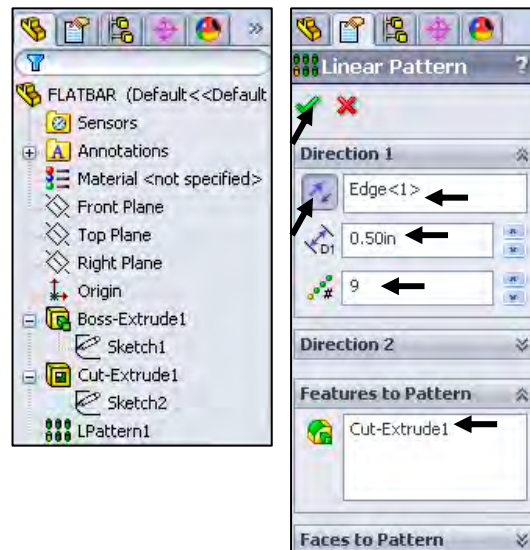 FLATBAR (Default<<Default
Sensors
A Annotations
Material <not specified>
Front Plane
Top Plane
Right Plane
Origin
Boss-Extrude1
Sketch1
Cut-Extrude1
Sketch2
LPattern1
Linear Pattern ?
Direction 1
Edge<1>
D1 0.50in
# 9
Direction 2
Features to Pattern
Cut-Extrude1
Faces to Pattern